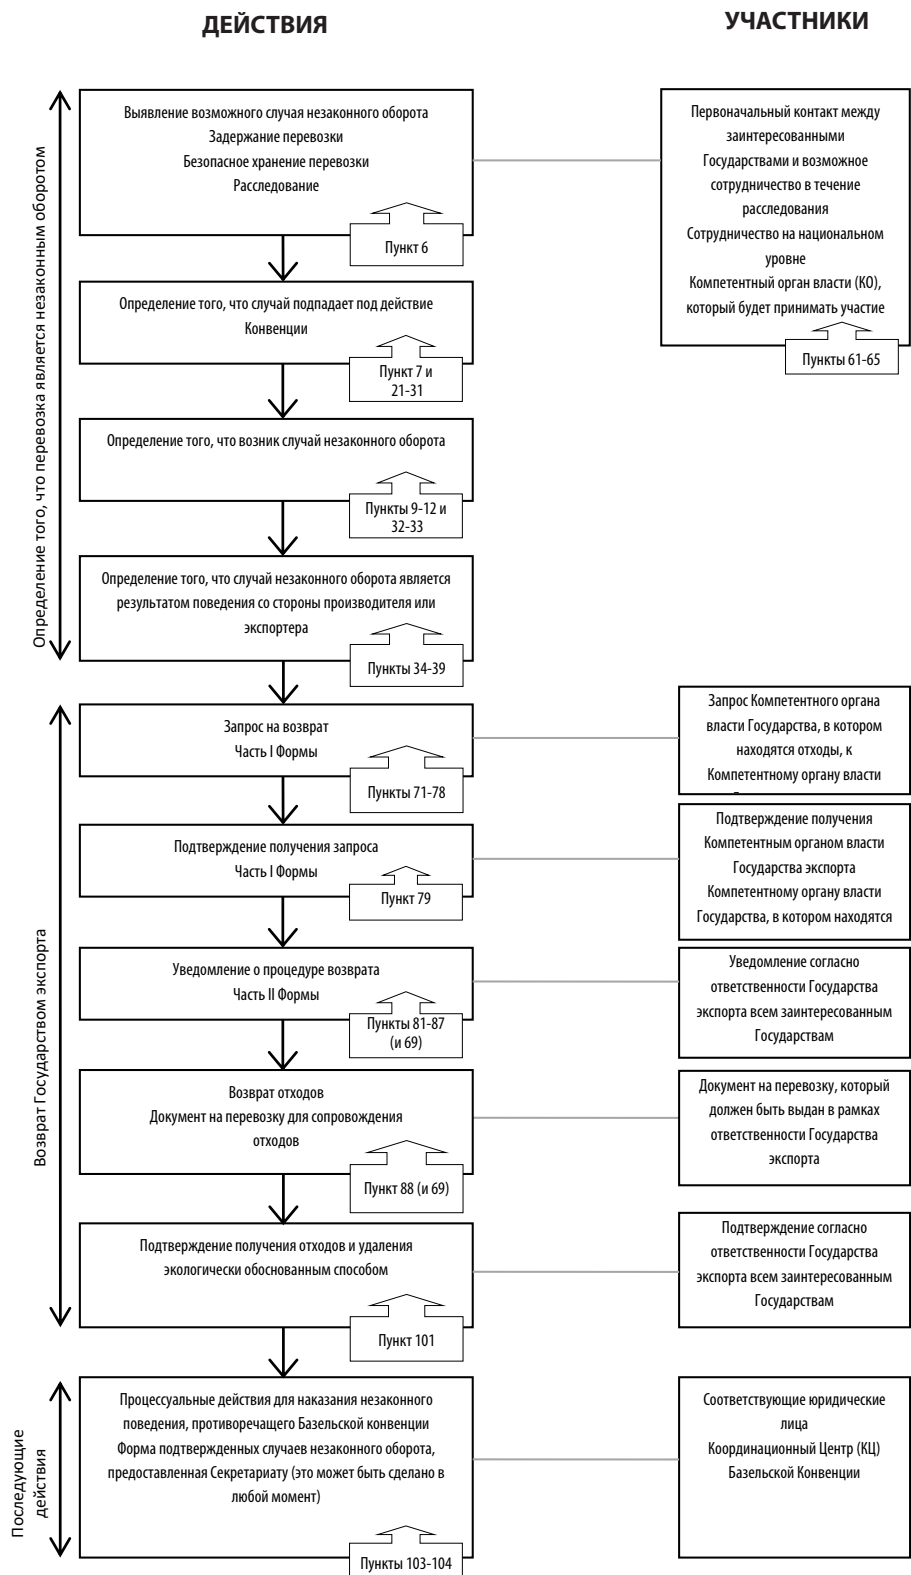 ДЕЙСТВИЯ
УЧАСТНИКИ
Определение того, что перевозка является незаконным оборотом
Выявление возможного случая незаконного оборота
Задержание перевозки
Безопасное хранение перевозки
Расследование
Пункт 6
Первоначальный контакт между
заинтересованными
Государствами и возможное
сотрудничество в течение
расследования
Сотрудничество на национальном
уровне
Компетентный орган власти (КО),
который будет принимать участие
Пункты 61-65
Определение того, что случай подпадает под действие
Конвенции
Пункт 7 и
21-31
Определение того, что возник случай незаконного оборота
Пункты 9-12 и
32-33
Определение того, что случай незаконного оборота является
результатом поведения со стороны производителя или
экспортера
Пункты 34-39
Возврат Государством экспорта
Запрос на возврат
Часть I Формы
Пункты 71-78
Запрос Компетентного органа
власти Государства, в котором
находятся отходы, к
Компетентному органу власти
Подтверждение получения запроса
Часть I Формы
Пункт 79
Подтверждение получения
Компетентным органом власти
Государства экспорта
Компетентному органу власти
Государства, в котором находятся
Уведомление о процедуре возврата
Часть II Формы
Пункты 81-87
(и 69)
Уведомление согласно
ответственности Государства
экспорта всем заинтересованным
Государствам
Возврат отходов
Документ на перевозку для сопровождения
отходов
Пункт 88 (и 69)
Документ на перевозку, который
должен быть выдан в рамках
ответственности Государства
экспорта
Подтверждение получения отходов и удаления
экологически обоснованным способом
Пункт 101
Подтверждение согласно
ответственности Государства
экспорта всем заинтересованным
Государствам
Последующие
действия
Процессуальные действия для наказания незаконного
поведения, противоречащего Базельской конвенции
Форма подтвержденных случаев незаконного оборота,
предоставленная Секретариату (это может быть сделано в
любой момент)
Пункты 103-104
Соответствующие юридические
лица
Координационный Центр (КЦ)
Базельской Конвенции